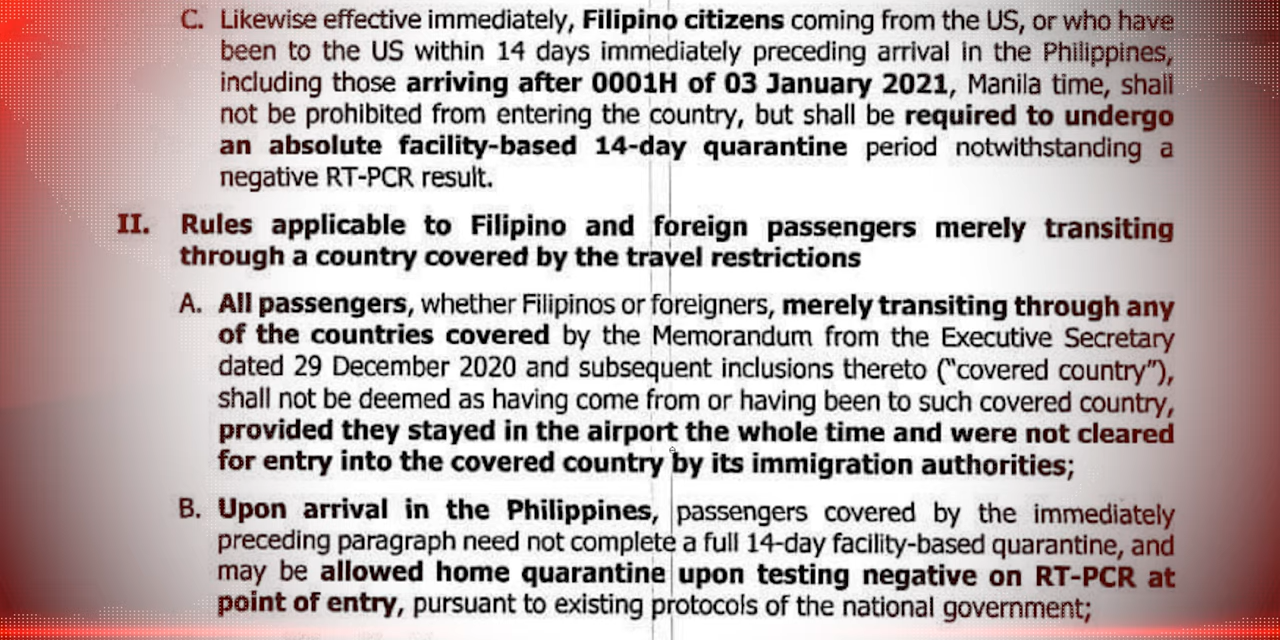 C. Likewise effective immediately, Filipino citizens coming from the US, or who have
been to the US within 14 days immediately preceding arrival in the Philippines,
including those arriving after 0001H of 03 January 2021, Manila time, shall
not be prohibited from entering the country, but shall be required to undergo
an absolute facility-based 14-day quarantine period notwithstanding a
negative RT-PCR result.
II. Rules applicable to Filipino and foreign passengers merely transiting
through a country covered by the travel restrictions
A. All passengers, whether Filipinos or foreigners, merely transiting through any
of the countries covered by the Memorandum from the Executive Secretary
dated 29 December 2020 and subsequent inclusions thereto ("covered country"),
shall not be deemed as having come from or having been to such covered country,
provided they stayed in the airport the whole time and were not cleared
for entry into the covered country by its immigration authorities;
B. Upon arrival in the Philippines, passengers covered by the immediately
preceding paragraph need not complete a full 14-day facility-based quarantine, and
may be allowed home quarantine upon testing negative on RT-PCR at
point of entry, pursuant to existing protocols of the national government;